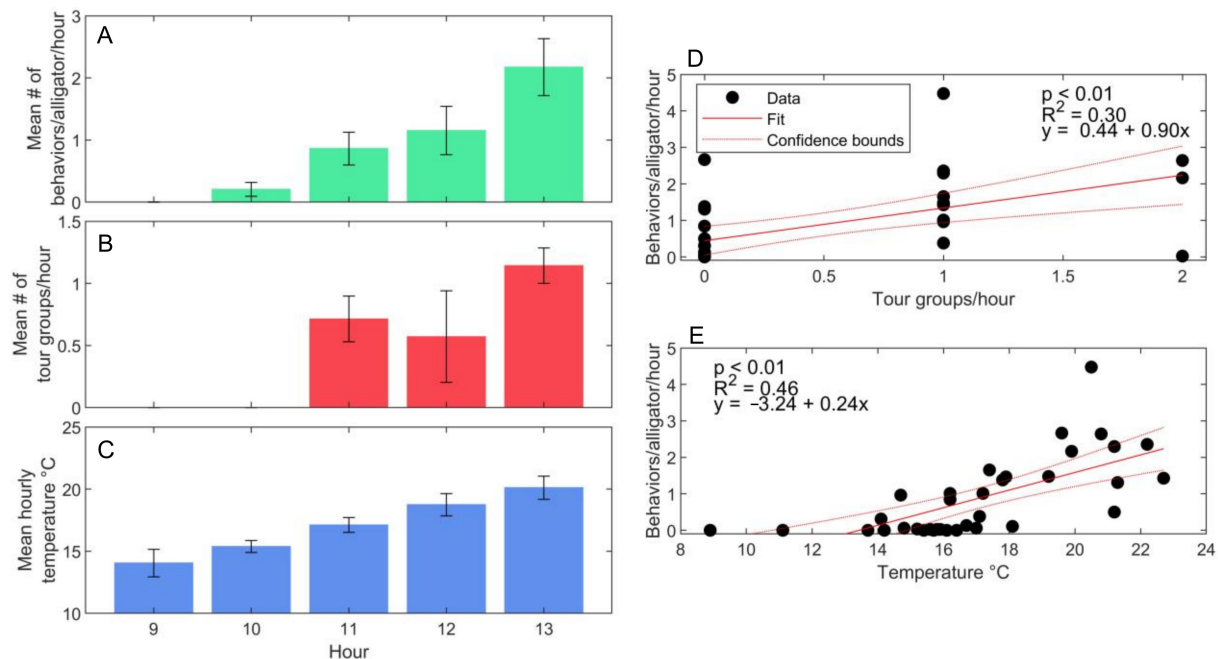 A
Mean # of
behaviors/alligator/hour
3
2
1
0
B
Mean # of
tour groups/hour
1.5
1
0.5
0
C
Mean hourly
temperature °C
25
20
15
10
9 10 11 12 13
Hour
D
Behaviors/alligator/hour
5
4
3
2
1
0
Data
Fit
Confidence bounds
p < 0.01
R² = 0.30
y = 0.44 + 0.90x
0 0.5 1 1.5 2
Tour groups/hour
E
Behaviors/alligator/hour
5
4
3
2
1
0
p < 0.01
R² = 0.46
y = −3.24 + 0.24x
6 8 10 12 14 16 18 20 22 24
Temperature °C